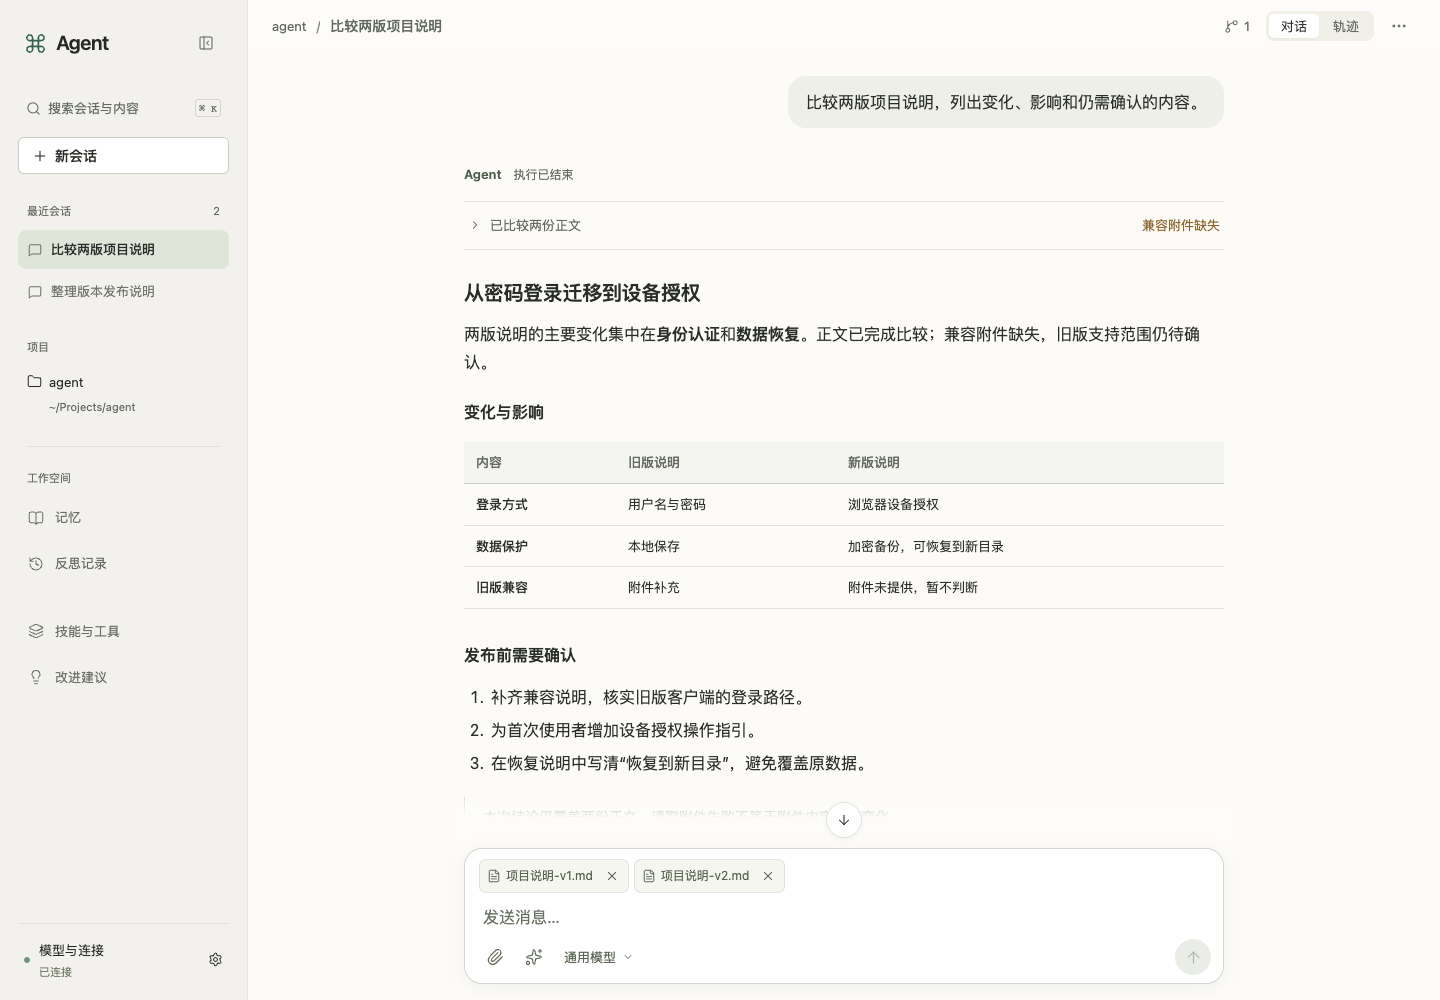 Agent
搜索会话与内容
⌘ K
新会话
最近会话 2
比较两版项目说明
整理版本发布说明
项目
agent
~/Projects/agent
工作空间
记忆
反思记录
技能与工具
改进建议
模型与连接
已连接
agent / 比较两版项目说明
1
对话 轨迹
比较两版项目说明，列出变化、影响和仍需确认的内容。
Agent 执行已结束
已比较两份正文 兼容附件缺失
从密码登录迁移到设备授权
两版说明的主要变化集中在身份认证和数据恢复。正文已完成比较；兼容附件缺失，旧版支持范围仍待确
认。
变化与影响
内容 旧版说明 新版说明
登录方式 用户名与密码 浏览器设备授权
数据保护 本地保存 加密备份，可恢复到新目录
旧版兼容 附件补充 附件未提供，暂不判断
发布前需要确认
1. 补齐兼容说明，核实旧版客户端的登录路径。
2. 为首次使用者增加设备授权操作指引。
3. 在恢复说明中写清“恢复到新目录”，避免覆盖原数据。
项目说明-v1.md 项目说明-v2.md
发送消息...
通用模型